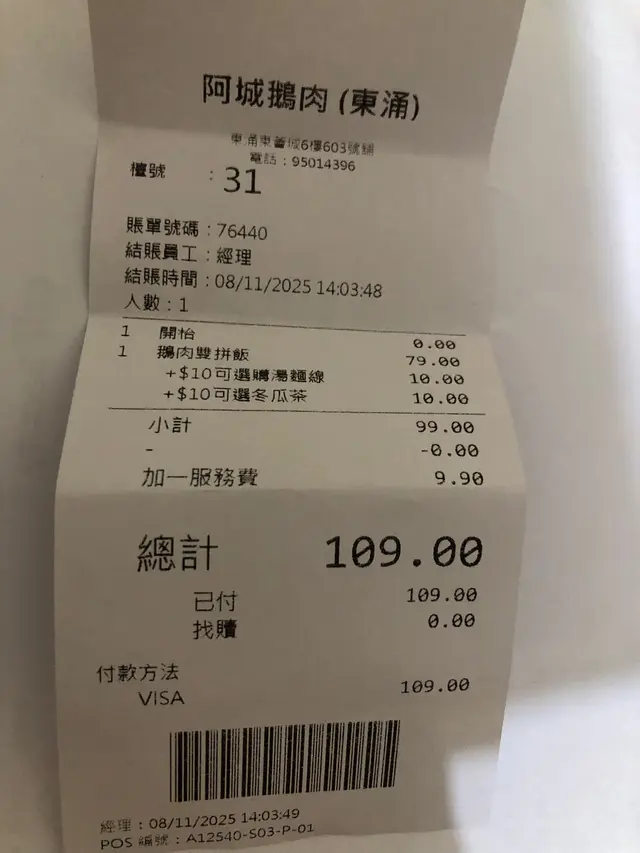 阿城鵝肉 (東涌)
東涌東薈城6樓603號舖
電話：95014396
檯號 ：31
賬單號碼：76440
結賬員工：經理
結賬時間：08/11/2025 14:03:48
人數：1
1 開怡 0.00
1 鵝肉雙拼飯 79.00
+$10可選購湯麵線 10.00
+$10可選冬瓜茶 10.00
小計 99.00
- -0.00
加一服務費 9.90
總計 109.00
已付 109.00
找贖 0.00
付款方法
VISA 109.00
經理：08/11/2025 14:03:49
POS 編號：A12540-S03-P-01